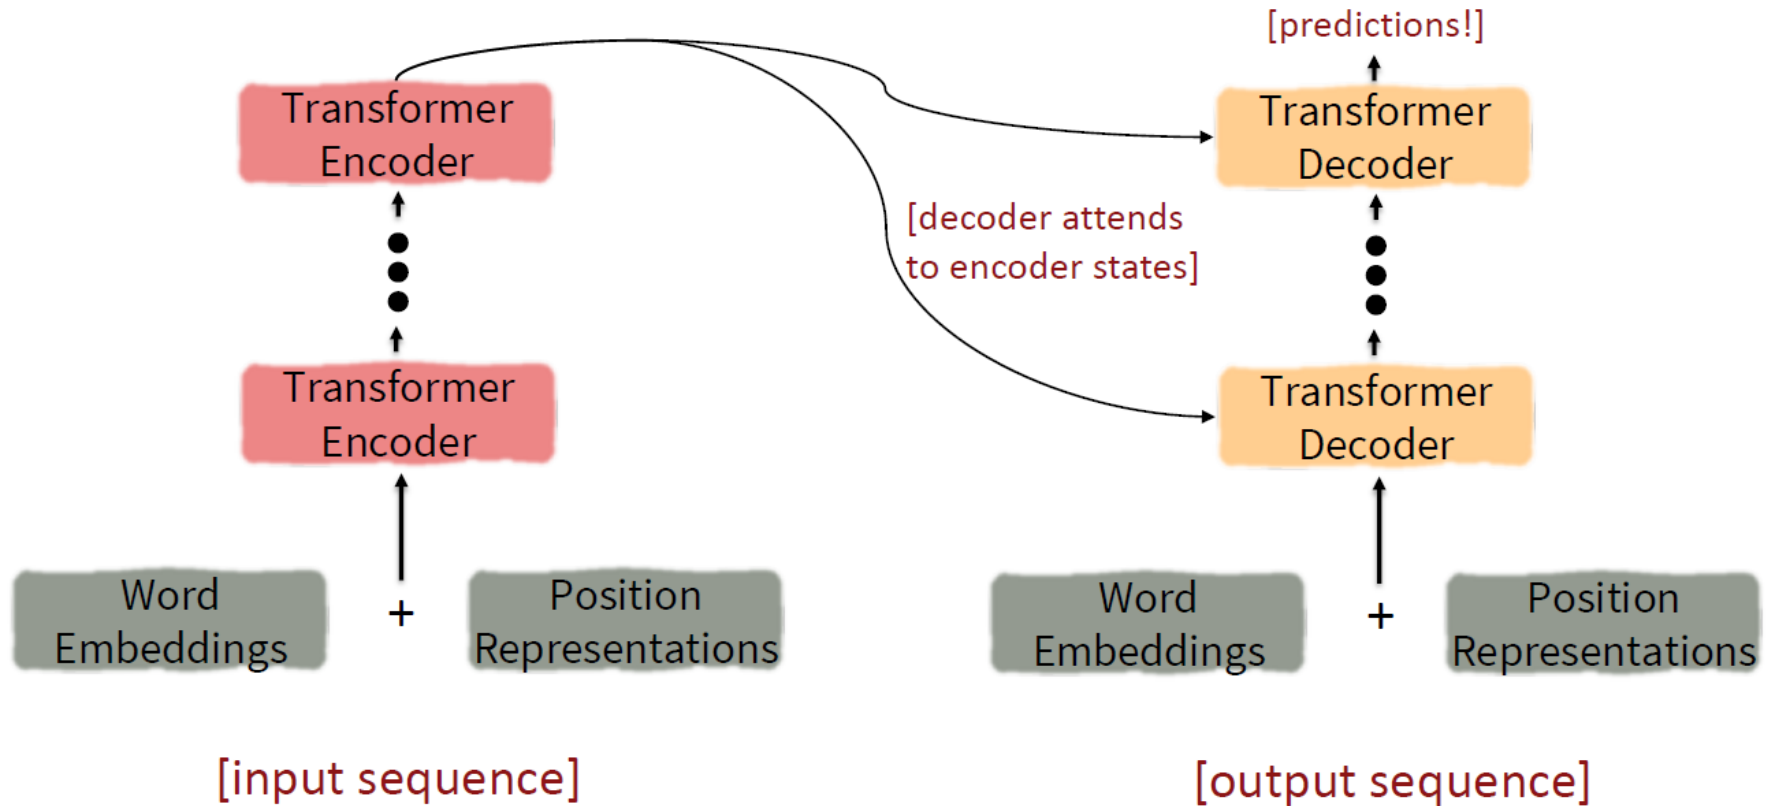 [predictions!]
Transformer
Encoder
Transformer
Decoder
[decoder attends
to encoder states]
Transformer
Encoder
Transformer
Decoder
Word
Embeddings
+
Position
Representations
Word
Embeddings
+
Position
Representations
[input sequence]
[output sequence]